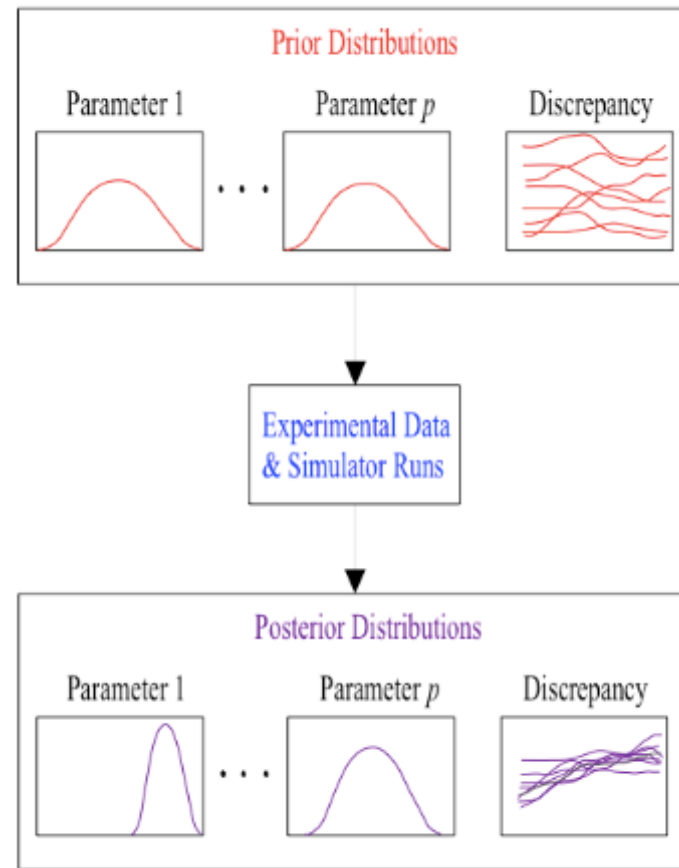 Prior Distributions
Parameter 1
Parameter p
Discrepancy
. . .
Experimental Data
& Simulator Runs
Posterior Distributions
Parameter 1
Parameter p
Discrepancy
. . .